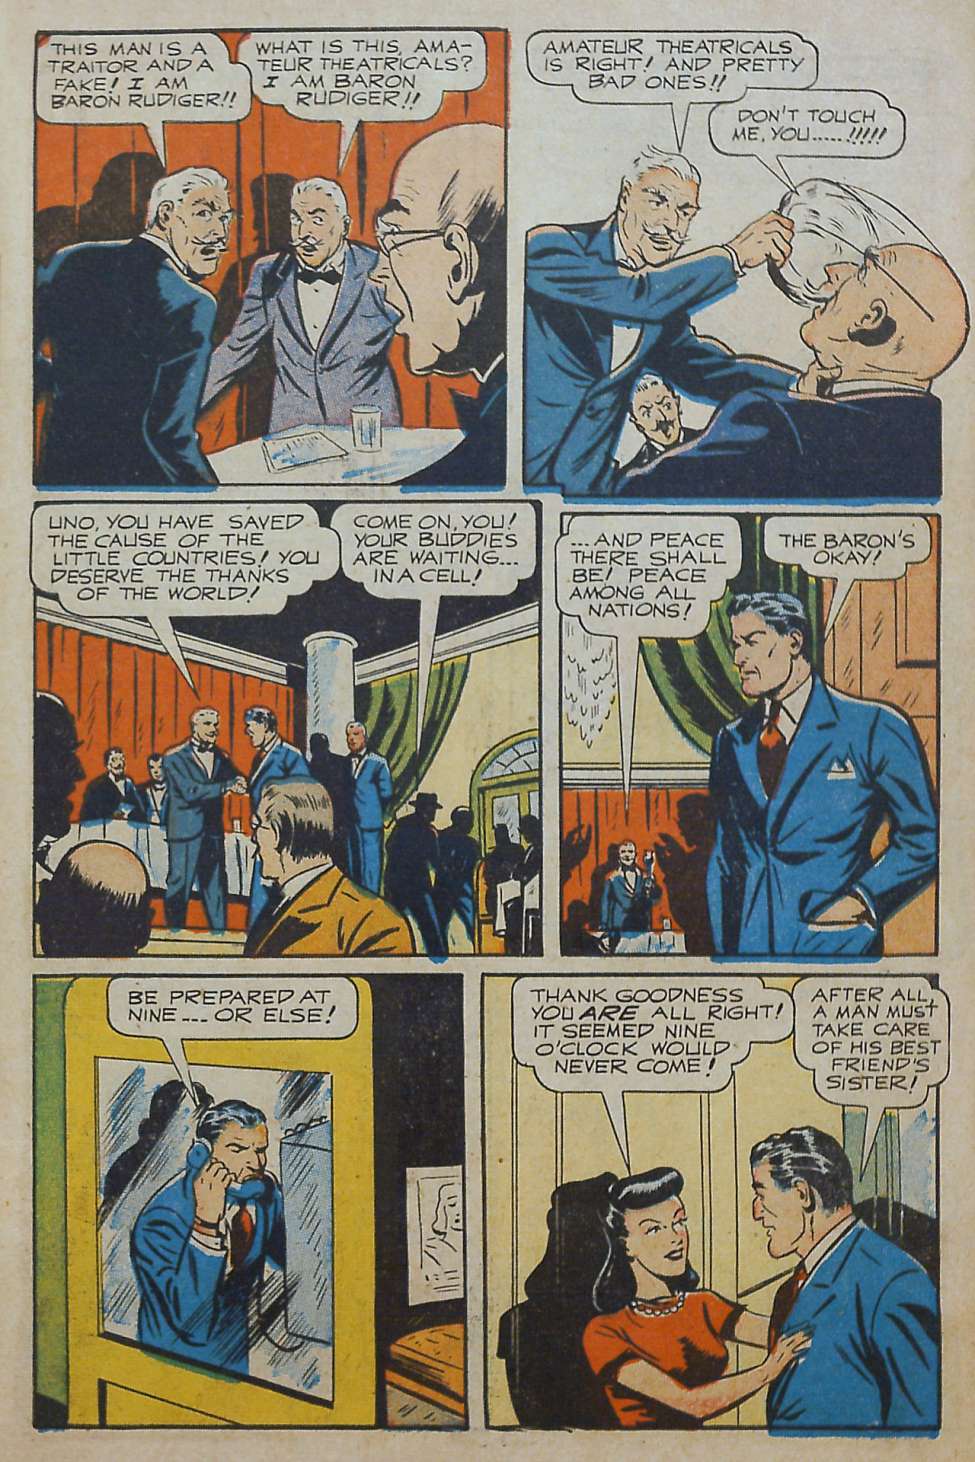 THIS MAN IS A
TRAITOR AND A
FAKE! I AM
BARON RUDIGER!!
WHAT IS THIS, AMA-
TEUR THEATRICALS?
I AM BARON
RUDIGER!!
AMATEUR THEATRICALS
IS RIGHT! AND PRETTY
BAD ONES!!
DON'T TOUCH
ME, YOU......!!!!!
UNO, YOU HAVE SAVED
THE CAUSE OF THE
LITTLE COUNTRIES! YOU
DESERVE THE THANKS
OF THE WORLD!
COME ON, YOU!
YOUR BUDDIES
ARE WAITING...
IN A CELL!
...AND PEACE
THERE SHALL
BE! PEACE
AMONG ALL
NATIONS!
THE BARON'S
OKAY!
BE PREPARED AT
NINE... OR ELSE!
THANK GOODNESS
YOU ARE ALL RIGHT!
IT SEEMED NINE
O'CLOCK WOULD
NEVER COME!
AFTER ALL,
A MAN MUST
TAKE CARE
OF HIS BEST
FRIEND'S
SISTER!